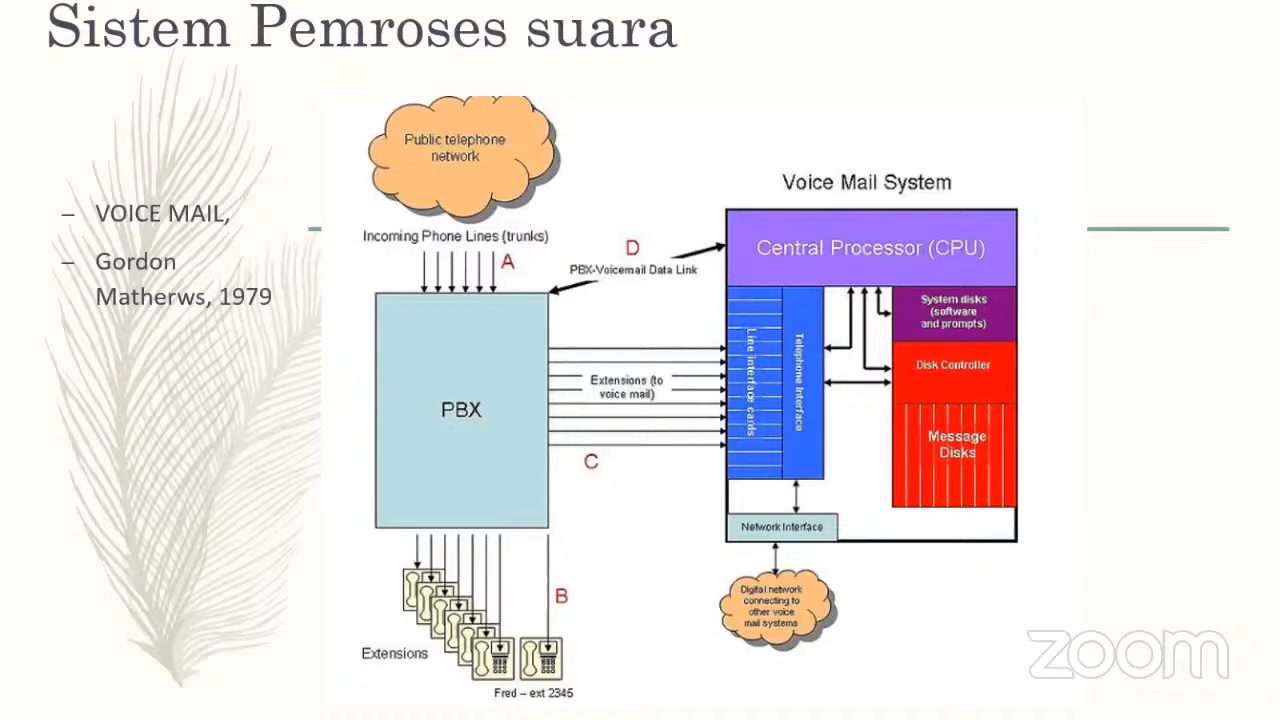 Sistem Pemroses suara
– VOICE MAIL,
– Gordon
Matherws, 1979
Public telephone
network
Incoming Phone Lines (trunks)
A
D
PBX-Voicemail Data Link
PBX
Extensions (to
voice mail)
C
B
Extensions
Fred – ext 2345
Voice Mail System
Central Processor (CPU)
Line interface cards
Telephone Interface
System disks
(software
and prompts)
Disk Controller
Message
Disks
Network Interface
Digital network
connecting to
other voice
mail systems
zoom